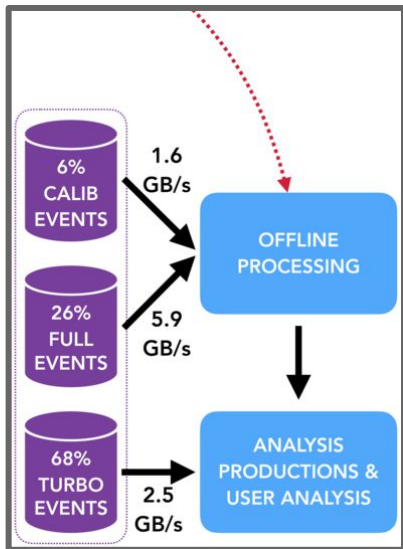 6%
CALIB
EVENTS
1.6
GB/s
OFFLINE
PROCESSING
26%
FULL
EVENTS
5.9
GB/s
68%
TURBO
EVENTS
2.5
GB/s
ANALYSIS
PRODUCTIONS &
USER ANALYSIS